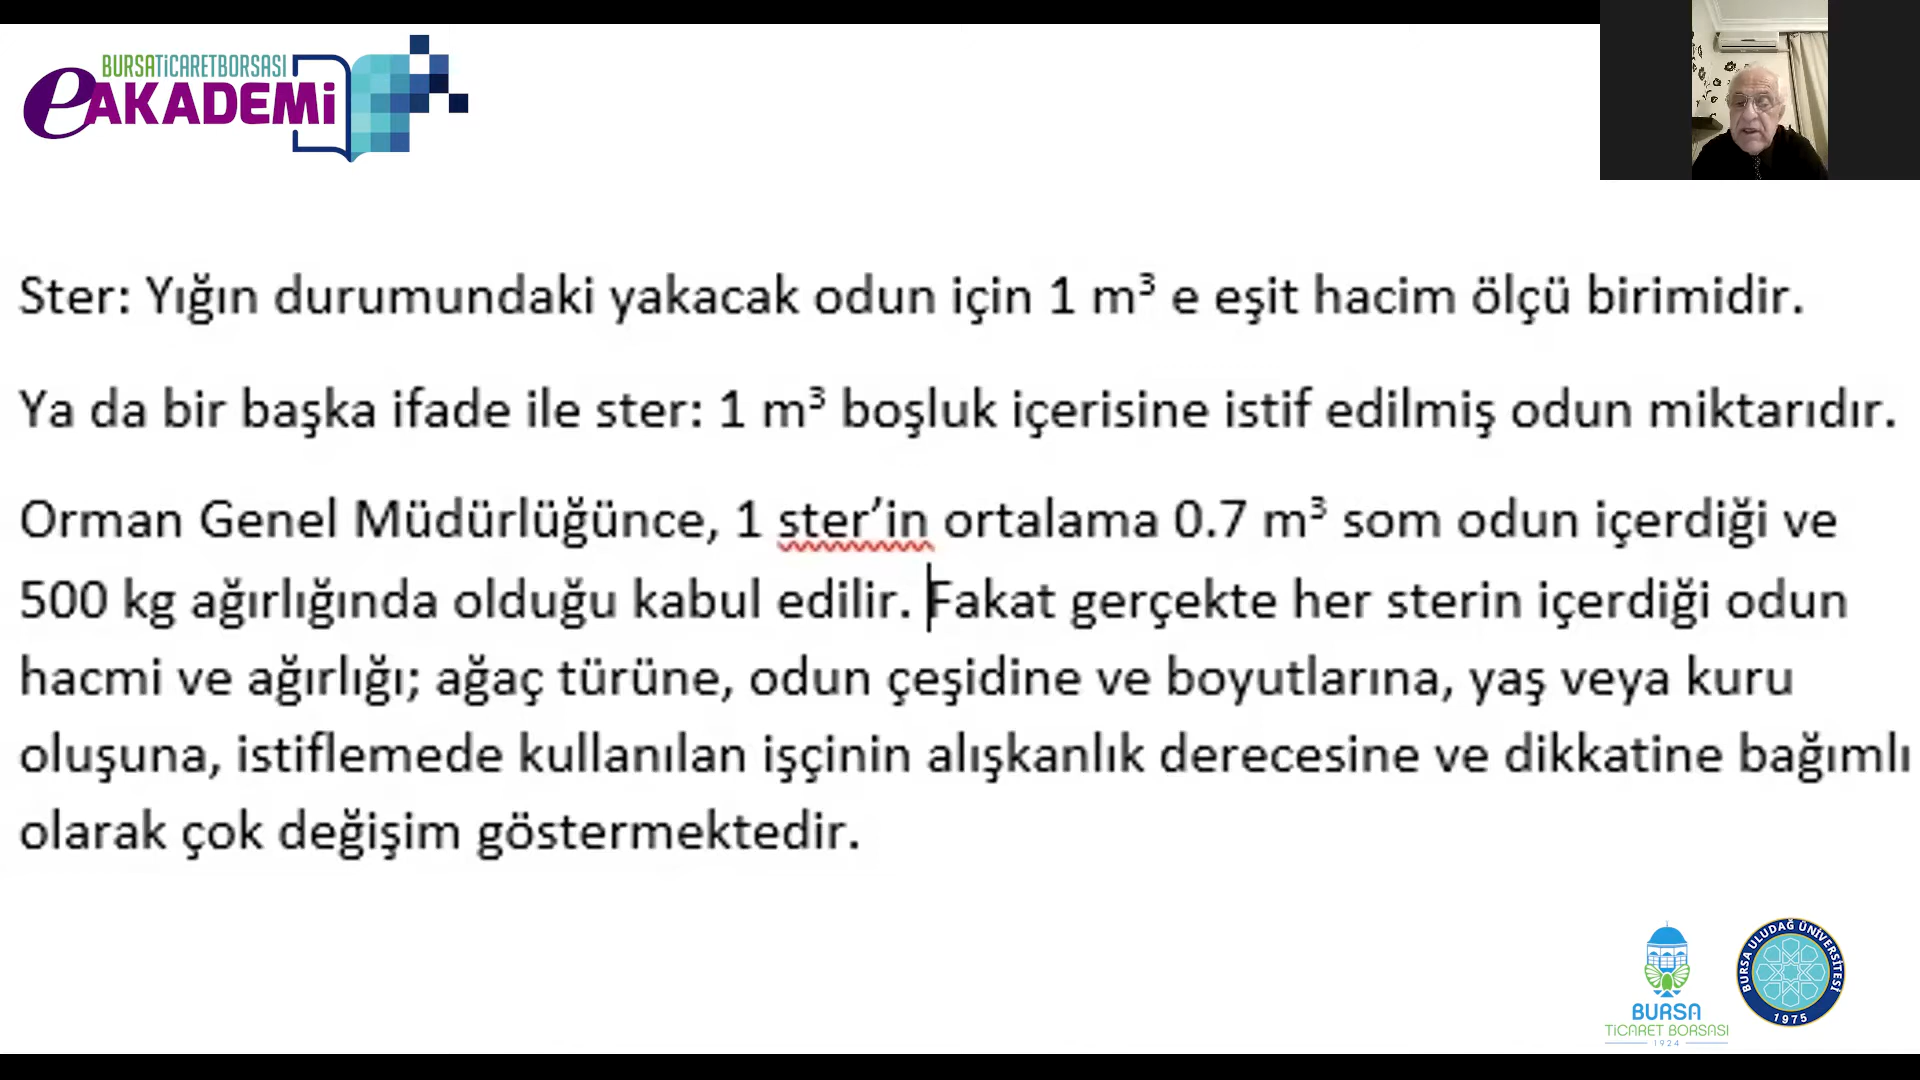 BURSATİCARETBORSASI
eAKADEMi
Ster: Yığın durumundaki yakacak odun için 1 m³ e eşit hacim ölçü birimidir.
Ya da bir başka ifade ile ster: 1 m³ boşluk içerisine istif edilmiş odun miktarıdır.
Orman Genel Müdürlüğünce, 1 ster’in ortalama 0.7 m³ som odun içerdiği ve
500 kg ağırlığında olduğu kabul edilir. Fakat gerçekte her sterin içerdiği odun
hacmi ve ağırlığı; ağaç türüne, odun çeşidine ve boyutlarına, yaş veya kuru
oluşuna, istiflemede kullanılan işçinin alışkanlık derecesine ve dikkatine bağımlı
olarak çok değişim göstermektedir.
BURSA
TİCARET BORSASI
1924
BURSA ULUDAĞ ÜNİVERSİTESİ
1975